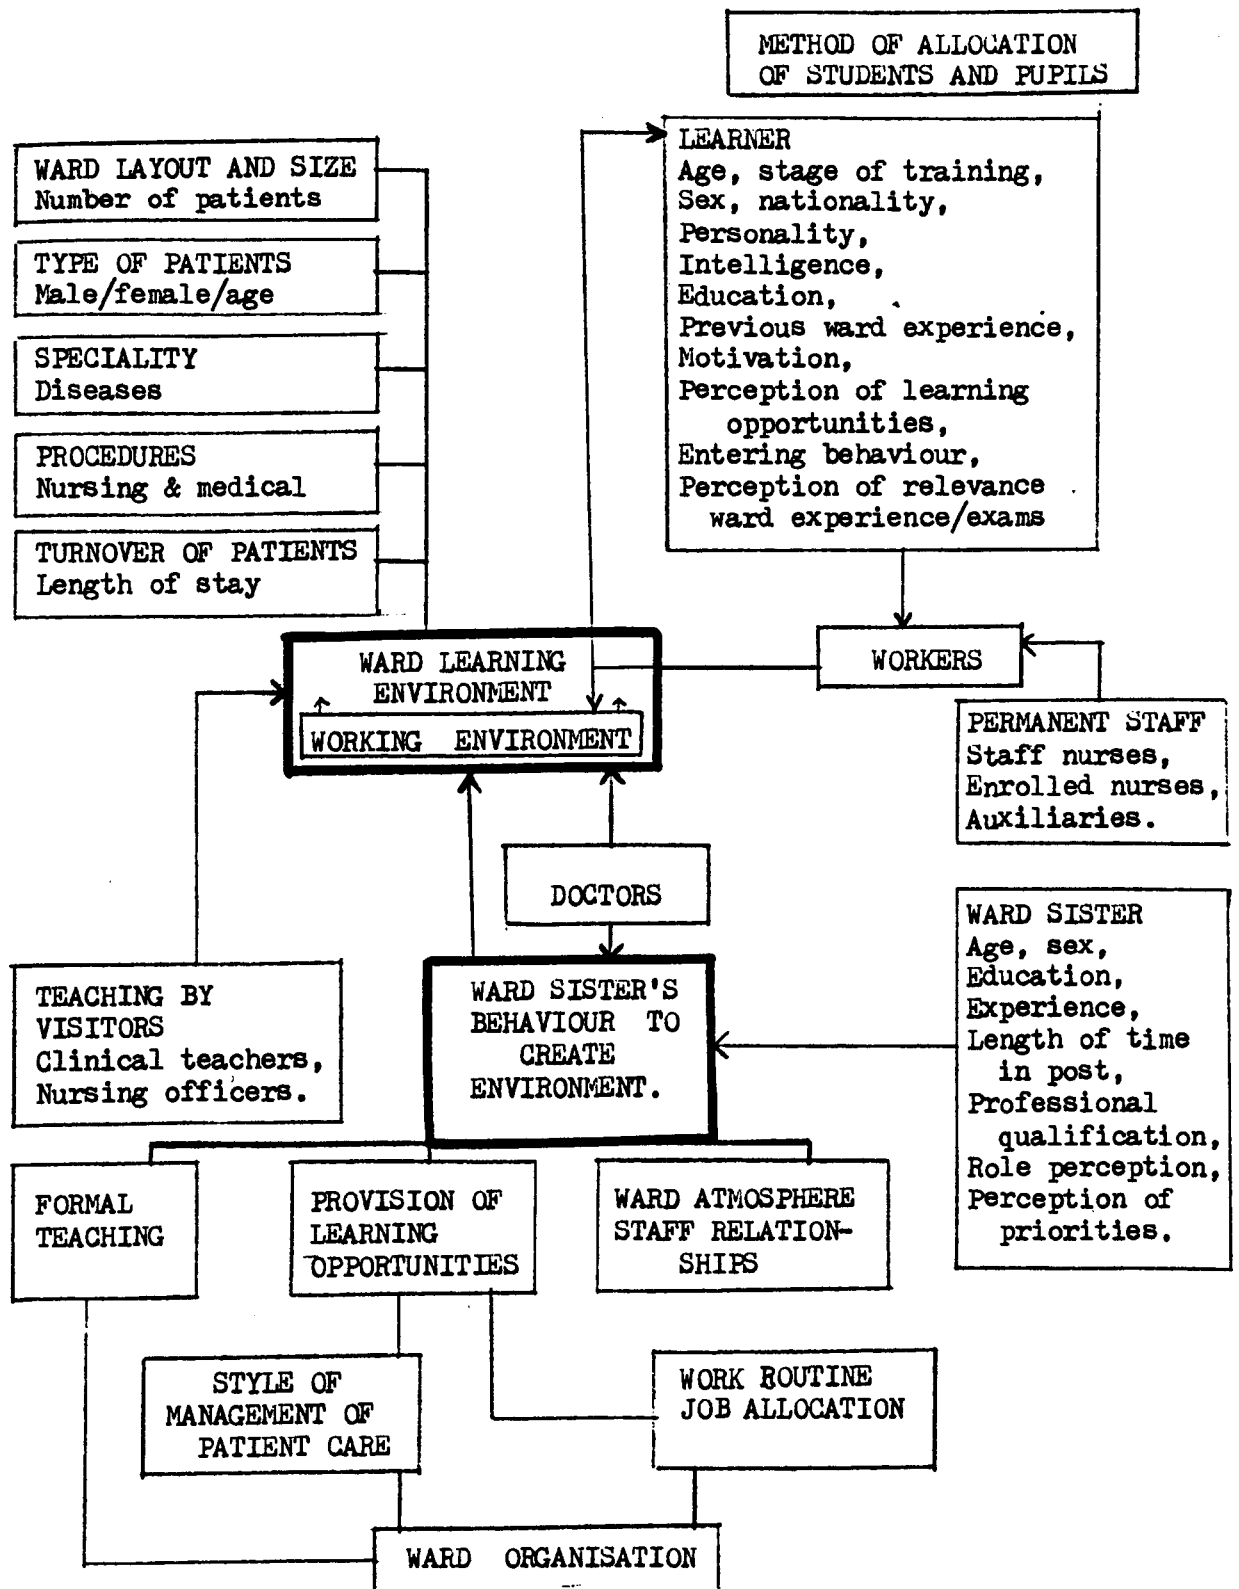 METHOD OF ALLOCATION
OF STUDENTS AND PUPILS
WARD LAYOUT AND SIZE
Number of patients
TYPE OF PATIENTS
Male/female/age
SPECIALITY
Diseases
PROCEDURES
Nursing & medical
TURNOVER OF PATIENTS
Length of stay
LEARNER
Age, stage of training,
Sex, nationality,
Personality,
Intelligence,
Education,
Previous ward experience,
Motivation,
Perception of learning
opportunities,
Entering behaviour,
Perception of relevance
ward experience/exams
WARD LEARNING
ENVIRONMENT
WORKING ENVIRONMENT
WORKERS
PERMANENT STAFF
Staff nurses,
Enrolled nurses,
Auxiliaries.
DOCTORS
WARD SISTER
Age, sex,
Education,
Experience,
Length of time
in post,
Professional
qualification,
Role perception,
Perception of
priorities.
TEACHING BY
VISITORS
Clinical teachers,
Nursing officers.
WARD SISTER'S
BEHAVIOUR TO
CREATE
ENVIRONMENT.
FORMAL
TEACHING
PROVISION OF
LEARNING
OPPORTUNITIES
WARD ATMOSPHERE
STAFF RELATION-
SHIPS
STYLE OF
MANAGEMENT OF
PATIENT CARE
WORK ROUTINE
JOB ALLOCATION
WARD ORGANISATION